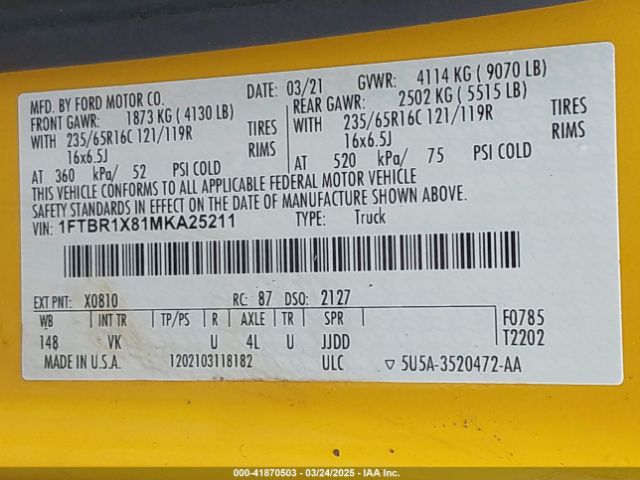 MFD. BY FORD MOTOR CO.
DATE: 03/21 GVWR: 4114 KG ( 9070 LB)
FRONT GAWR: 1873 KG ( 4130 LB)
REAR GAWR: 2502 KG ( 5515 LB)
WITH 235/65R16C 121/119R TIRES
WITH 235/65R16C 121/119R TIRES
16x6.5J RIMS
16x6.5J RIMS
AT 360 kPa/ 52 PSI COLD
AT 520 kPa/ 75 PSI COLD
THIS VEHICLE CONFORMS TO ALL APPLICABLE FEDERAL MOTOR VEHICLE
SAFETY STANDARDS IN EFFECT ON THE DATE OF MANUFACTURE SHOWN ABOVE.
VIN: 1FTBR1X81MKA25211 TYPE: Truck
EXT PNT: X0810 RC: 87 DSO: 2127
WB INT TR TP/PS R AXLE TR SPR F0785
148 VK U 4L U JJDD T2202
MADE IN U.S.A. 1202103118182 ULC ▽ 5U5A-3520472-AA
000-41870503 - 03/24/2025 - IAA Inc.